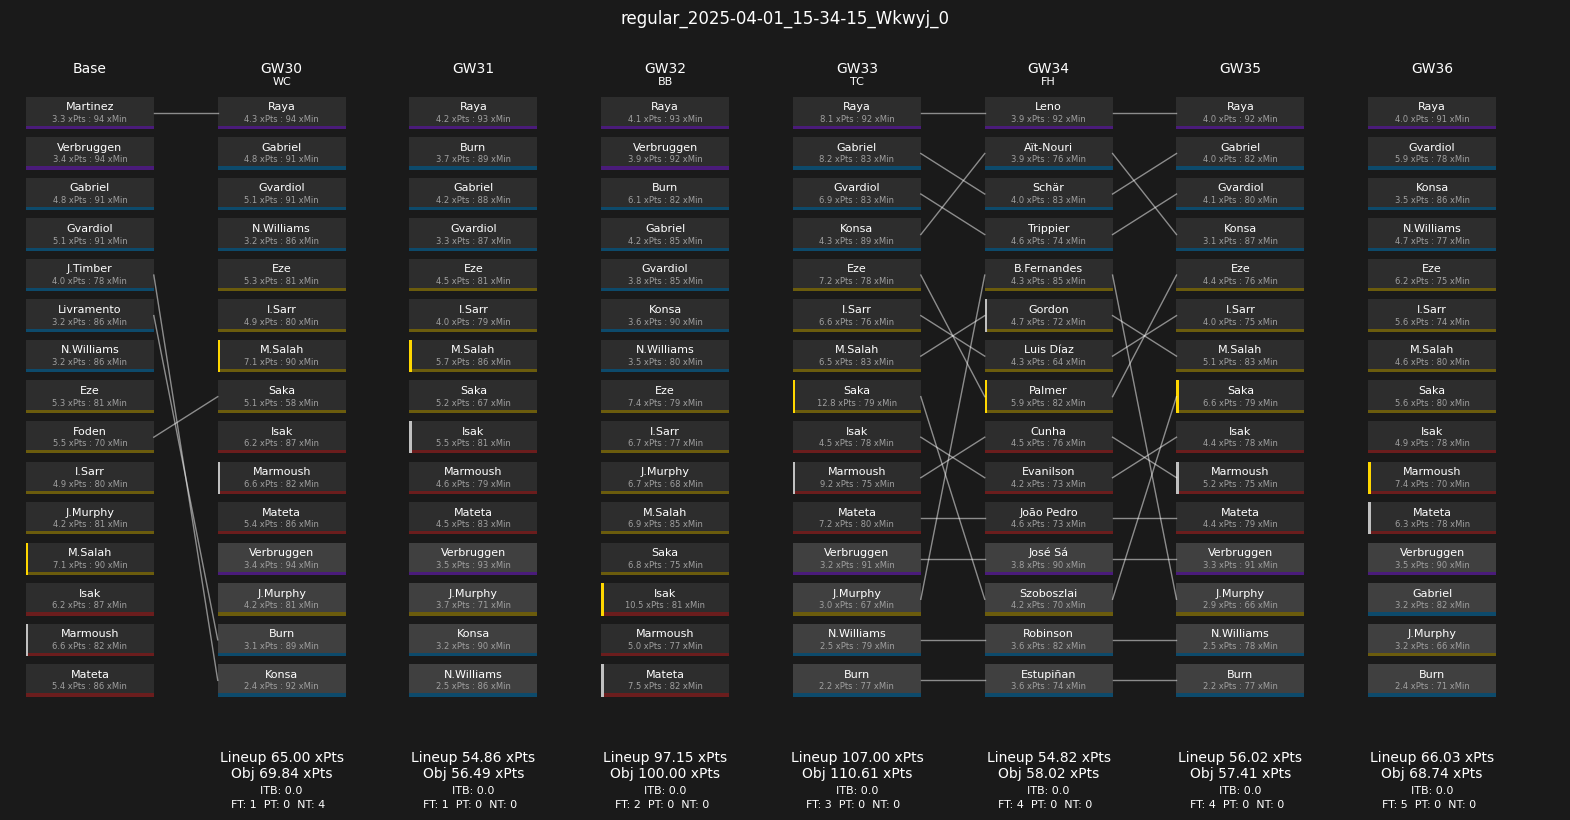 regular_2025-04-01_15-34-15_Wkwyj_0
Base
Martinez
3.3 xPts : 94 xMin
Verbruggen
3.4 xPts : 94 xMin
Gabriel
4.8 xPts : 91 xMin
Gvardiol
5.1 xPts : 91 xMin
J.Timber
4.0 xPts : 78 xMin
Livramento
3.2 xPts : 86 xMin
N.Williams
3.2 xPts : 86 xMin
Eze
5.3 xPts : 81 xMin
Foden
5.5 xPts : 70 xMin
I.Sarr
4.9 xPts : 80 xMin
J.Murphy
4.2 xPts : 81 xMin
M.Salah
7.1 xPts : 90 xMin
Isak
6.2 xPts : 87 xMin
Marmoush
6.6 xPts : 82 xMin
Mateta
5.4 xPts : 86 xMin
GW30
WC
Raya
4.3 xPts : 94 xMin
Gabriel
4.8 xPts : 91 xMin
Gvardiol
5.1 xPts : 91 xMin
N.Williams
3.2 xPts : 86 xMin
Eze
5.3 xPts : 81 xMin
I.Sarr
4.9 xPts : 80 xMin
M.Salah
7.1 xPts : 90 xMin
Saka
5.1 xPts : 58 xMin
Isak
6.2 xPts : 87 xMin
Marmoush
6.6 xPts : 82 xMin
Mateta
5.4 xPts : 86 xMin
Verbruggen
3.4 xPts : 94 xMin
J.Murphy
4.2 xPts : 81 xMin
Burn
3.1 xPts : 89 xMin
Konsa
2.4 xPts : 92 xMin
Lineup 65.00 xPts
Obj 69.84 xPts
ITB: 0.0
FT: 1 PT: 0 NT: 4
GW31
Raya
4.2 xPts : 93 xMin
Burn
3.7 xPts : 89 xMin
Gabriel
4.2 xPts : 88 xMin
Gvardiol
3.3 xPts : 87 xMin
Eze
4.5 xPts : 81 xMin
I.Sarr
4.0 xPts : 79 xMin
M.Salah
5.7 xPts : 86 xMin
Saka
5.2 xPts : 67 xMin
Isak
5.5 xPts : 81 xMin
Marmoush
4.6 xPts : 79 xMin
Mateta
4.5 xPts : 83 xMin
Verbruggen
3.5 xPts : 93 xMin
J.Murphy
3.7 xPts : 71 xMin
Konsa
3.2 xPts : 90 xMin
N.Williams
2.5 xPts : 86 xMin
Lineup 54.86 xPts
Obj 56.49 xPts
ITB: 0.0
FT: 1 PT: 0 NT: 0
GW32
BB
Raya
4.1 xPts : 93 xMin
Verbruggen
3.9 xPts : 92 xMin
Burn
6.1 xPts : 82 xMin
Gabriel
4.2 xPts : 85 xMin
Gvardiol
3.8 xPts : 85 xMin
Konsa
3.6 xPts : 90 xMin
N.Williams
3.5 xPts : 80 xMin
Eze
7.4 xPts : 79 xMin
I.Sarr
6.7 xPts : 77 xMin
J.Murphy
6.7 xPts : 68 xMin
M.Salah
6.9 xPts : 85 xMin
Saka
6.8 xPts : 75 xMin
Isak
10.5 xPts : 81 xMin
Marmoush
5.0 xPts : 77 xMin
Mateta
7.5 xPts : 82 xMin
Lineup 97.15 xPts
Obj 100.00 xPts
ITB: 0.0
FT: 2 PT: 0 NT: 0
GW33
TC
Raya
8.1 xPts : 92 xMin
Gabriel
8.2 xPts : 83 xMin
Gvardiol
6.9 xPts : 83 xMin
Konsa
4.3 xPts : 89 xMin
Eze
7.2 xPts : 78 xMin
I.Sarr
6.6 xPts : 76 xMin
M.Salah
6.5 xPts : 83 xMin
Saka
12.8 xPts : 79 xMin
Isak
4.5 xPts : 78 xMin
Marmoush
9.2 xPts : 75 xMin
Mateta
7.2 xPts : 80 xMin
Verbruggen
3.2 xPts : 91 xMin
J.Murphy
3.0 xPts : 67 xMin
N.Williams
2.5 xPts : 79 xMin
Burn
2.2 xPts : 77 xMin
Lineup 107.00 xPts
Obj 110.61 xPts
ITB: 0.0
FT: 3 PT: 0 NT: 0
GW34
FH
Leno
3.9 xPts : 92 xMin
Aït-Nouri
3.9 xPts : 76 xMin
Schär
4.0 xPts : 83 xMin
Trippier
4.6 xPts : 74 xMin
B.Fernandes
4.3 xPts : 85 xMin
Gordon
4.7 xPts : 72 xMin
Luis Díaz
4.3 xPts : 64 xMin
Palmer
5.9 xPts : 82 xMin
Cunha
4.5 xPts : 76 xMin
Evanilson
4.2 xPts : 73 xMin
João Pedro
4.6 xPts : 73 xMin
José Sá
3.8 xPts : 90 xMin
Szoboszlai
4.2 xPts : 70 xMin
Robinson
3.6 xPts : 82 xMin
Estupiñan
3.6 xPts : 74 xMin
Lineup 54.82 xPts
Obj 58.02 xPts
ITB: 0.0
FT: 4 PT: 0 NT: 0
GW35
Raya
4.0 xPts : 92 xMin
Gabriel
4.0 xPts : 82 xMin
Gvardiol
4.1 xPts : 80 xMin
Konsa
3.1 xPts : 87 xMin
Eze
4.4 xPts : 76 xMin
I.Sarr
4.0 xPts : 75 xMin
M.Salah
5.1 xPts : 83 xMin
Saka
6.6 xPts : 79 xMin
Isak
4.4 xPts : 78 xMin
Marmoush
5.2 xPts : 75 xMin
Mateta
4.4 xPts : 79 xMin
Verbruggen
3.3 xPts : 91 xMin
J.Murphy
2.9 xPts : 66 xMin
N.Williams
2.5 xPts : 78 xMin
Burn
2.2 xPts : 77 xMin
Lineup 56.02 xPts
Obj 57.41 xPts
ITB: 0.0
FT: 4 PT: 0 NT: 0
GW36
Raya
4.0 xPts : 91 xMin
Gvardiol
5.9 xPts : 78 xMin
Konsa
3.5 xPts : 86 xMin
N.Williams
4.7 xPts : 77 xMin
Eze
6.2 xPts : 75 xMin
I.Sarr
5.6 xPts : 74 xMin
M.Salah
4.6 xPts : 80 xMin
Saka
5.6 xPts : 80 xMin
Isak
4.9 xPts : 78 xMin
Marmoush
7.4 xPts : 70 xMin
Mateta
6.3 xPts : 78 xMin
Verbruggen
3.5 xPts : 90 xMin
Gabriel
3.2 xPts : 82 xMin
J.Murphy
3.2 xPts : 66 xMin
Burn
2.4 xPts : 71 xMin
Lineup 66.03 xPts
Obj 68.74 xPts
ITB: 0.0
FT: 5 PT: 0 NT: 0